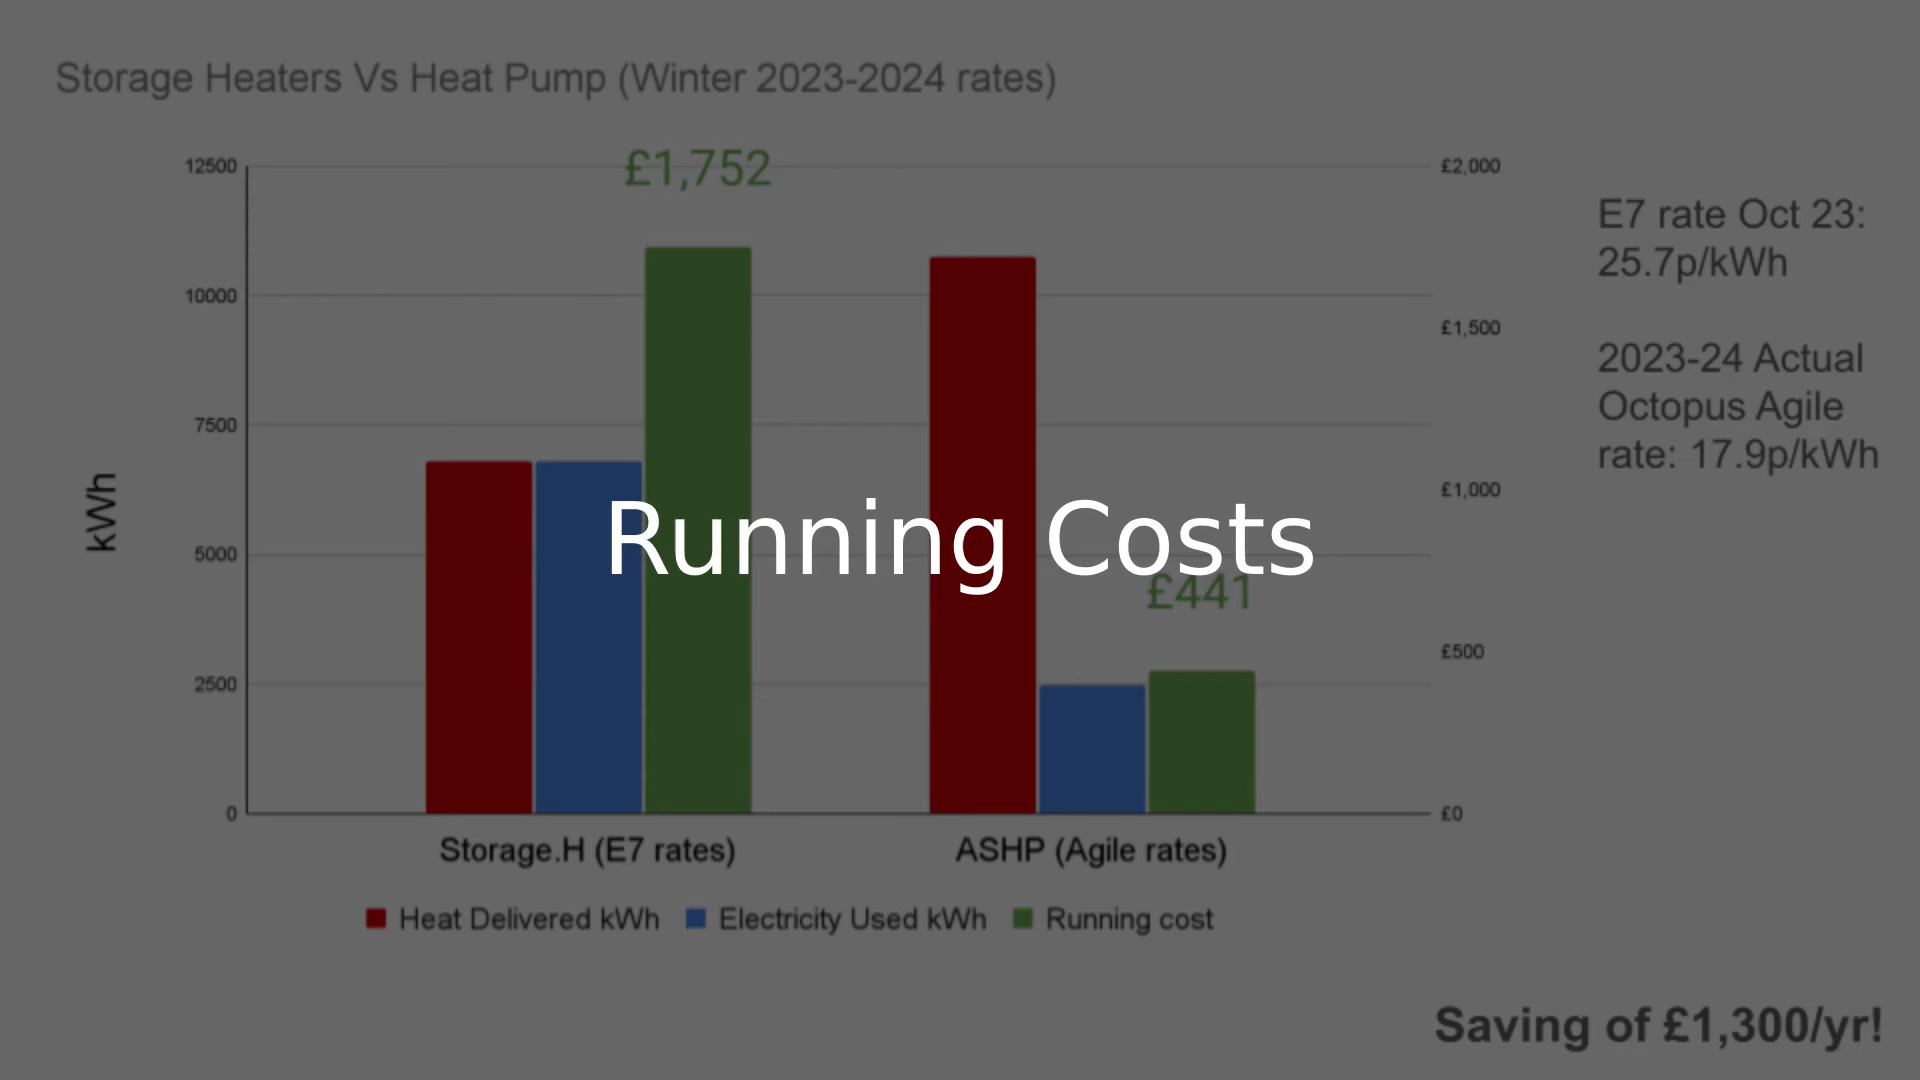 Storage Heaters Vs Heat Pump (Winter 2023-2024 rates)
£1,752
12500
10000
7500
5000
2500
0
kWh
£2,000
£1,500
£1,000
£500
£0
E7 rate Oct 23:
25.7p/kWh
2023-24 Actual
Octopus Agile
rate: 17.9p/kWh
Running Costs
£441
Storage.H (E7 rates)
ASHP (Agile rates)
Heat Delivered kWh
Electricity Used kWh
Running cost
Saving of £1,300/yr!